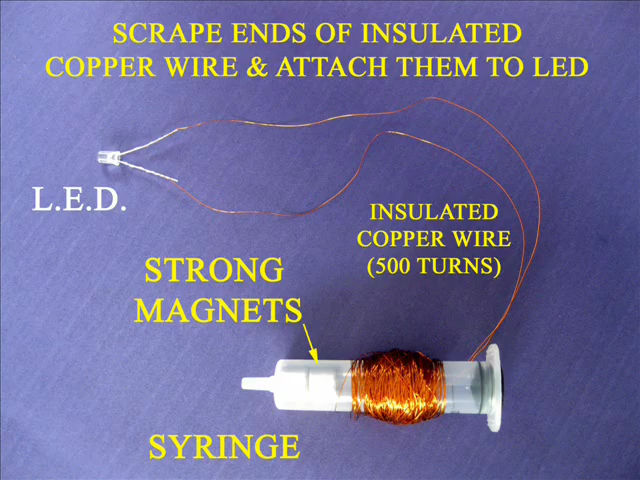 SCRAPE ENDS OF INSULATED
COPPER WIRE & ATTACH THEM TO LED
L.E.D.
INSULATED
COPPER WIRE
(500 TURNS)
STRONG
MAGNETS
SYRINGE